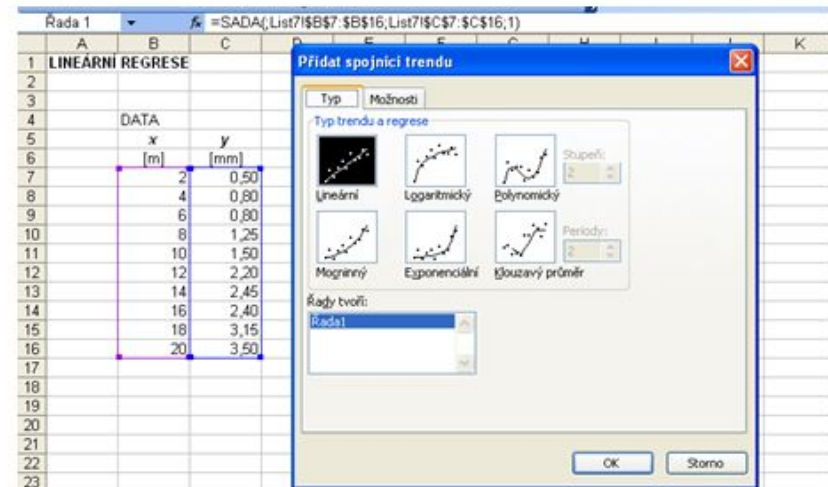 Řada 1 fx =SADA(;List7!$B$7:$B$16;List7!$C$7:$C$16;1)
A B C D E F G H I J K
1 LINEÁRNÍ REGRESE
2
3
4 DATA
5 x y
6 [m] [mm]
7 2 0,50
8 4 0,80
9 6 0,80
10 8 1,25
11 10 1,50
12 12 2,20
13 14 2,45
14 16 2,40
15 18 3,15
16 20 3,50
17
18
19
20
21
22
23
Přidat spojnici trendu
Typ Možnosti
Typ trendu a regrese
Lineární Logaritmický Polynomický
Stupeň:
2
Mocninný Exponenciální Klouzavý průměr
Periody:
2
Řady tvoří:
Řada1
OK Storno